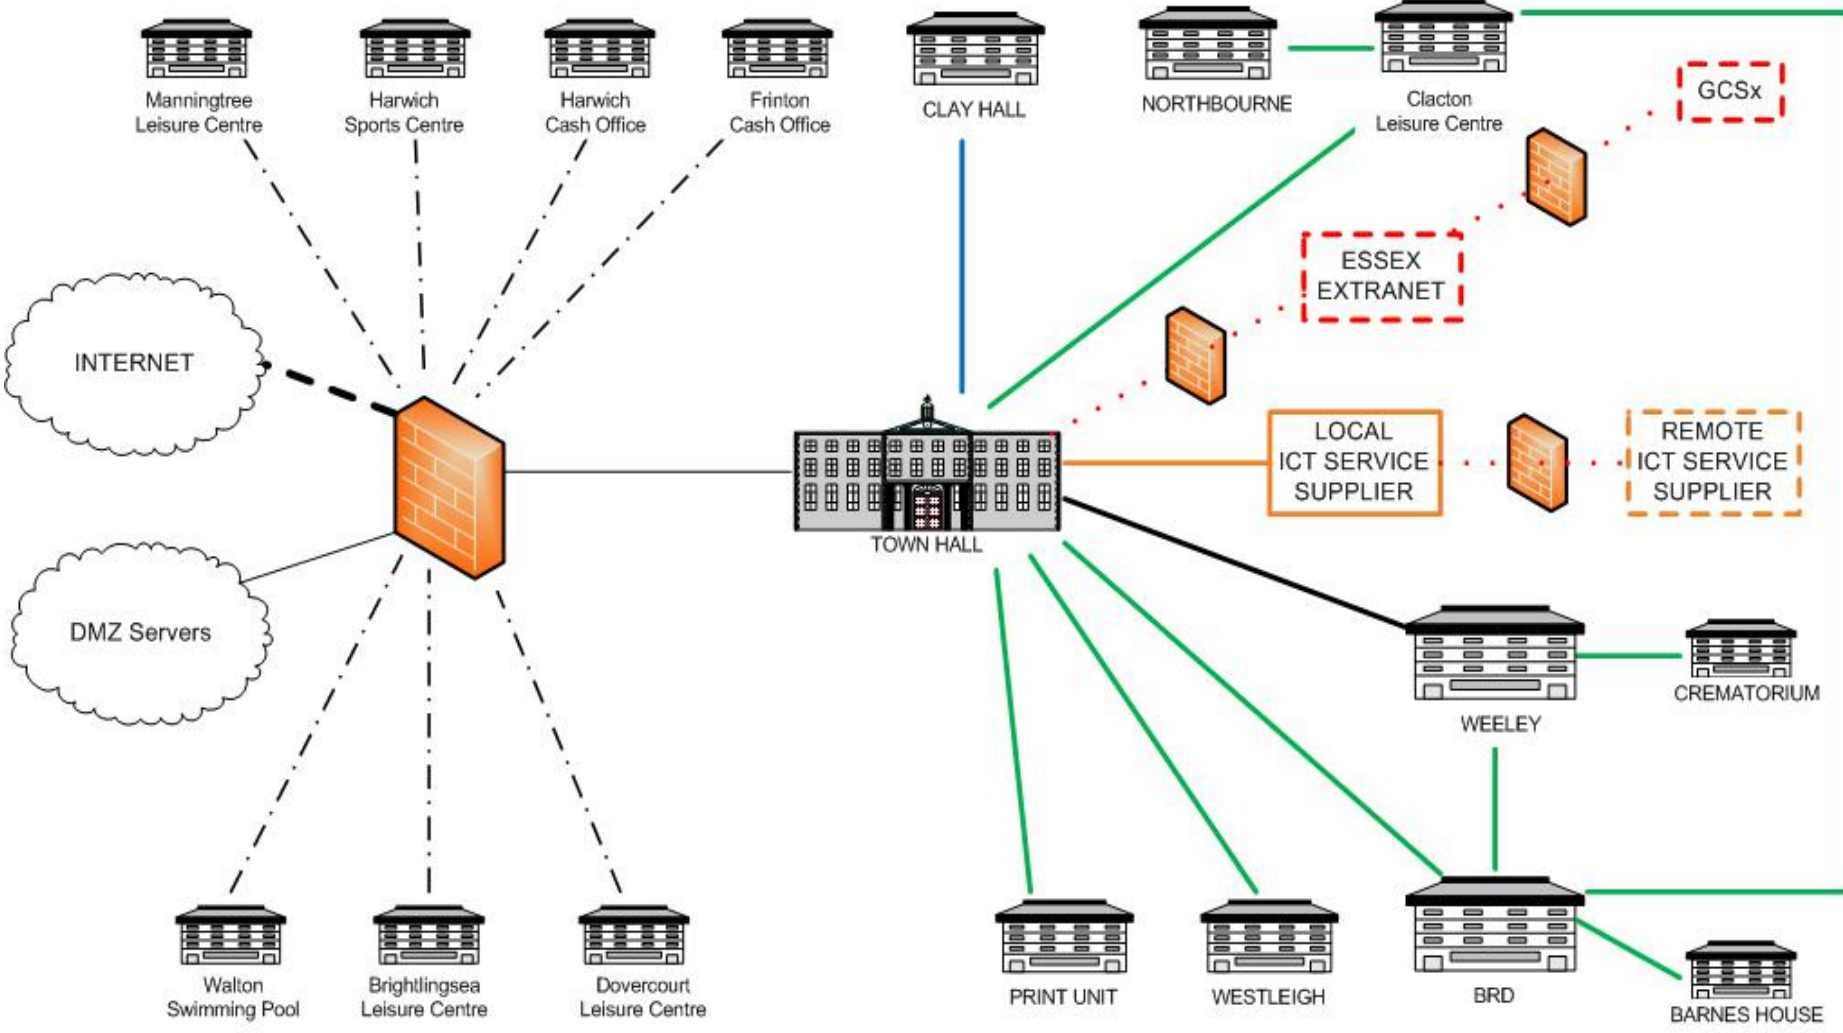 Manningtree
Leisure Centre
Harwich
Sports Centre
Harwich
Cash Office
Frinton
Cash Office
CLAY HALL
NORTHBOURNE
Clacton
Leisure Centre
GCSx
ESSEX
EXTRANET
INTERNET
LOCAL
ICT SERVICE
SUPPLIER
REMOTE
ICT SERVICE
SUPPLIER
TOWN HALL
DMZ Servers
WEELEY
CREMATORIUM
Walton
Swimming Pool
Brightlingsea
Leisure Centre
Dovercourt
Leisure Centre
PRINT UNIT
WESTLEIGH
BRD
BARNES HOUSE